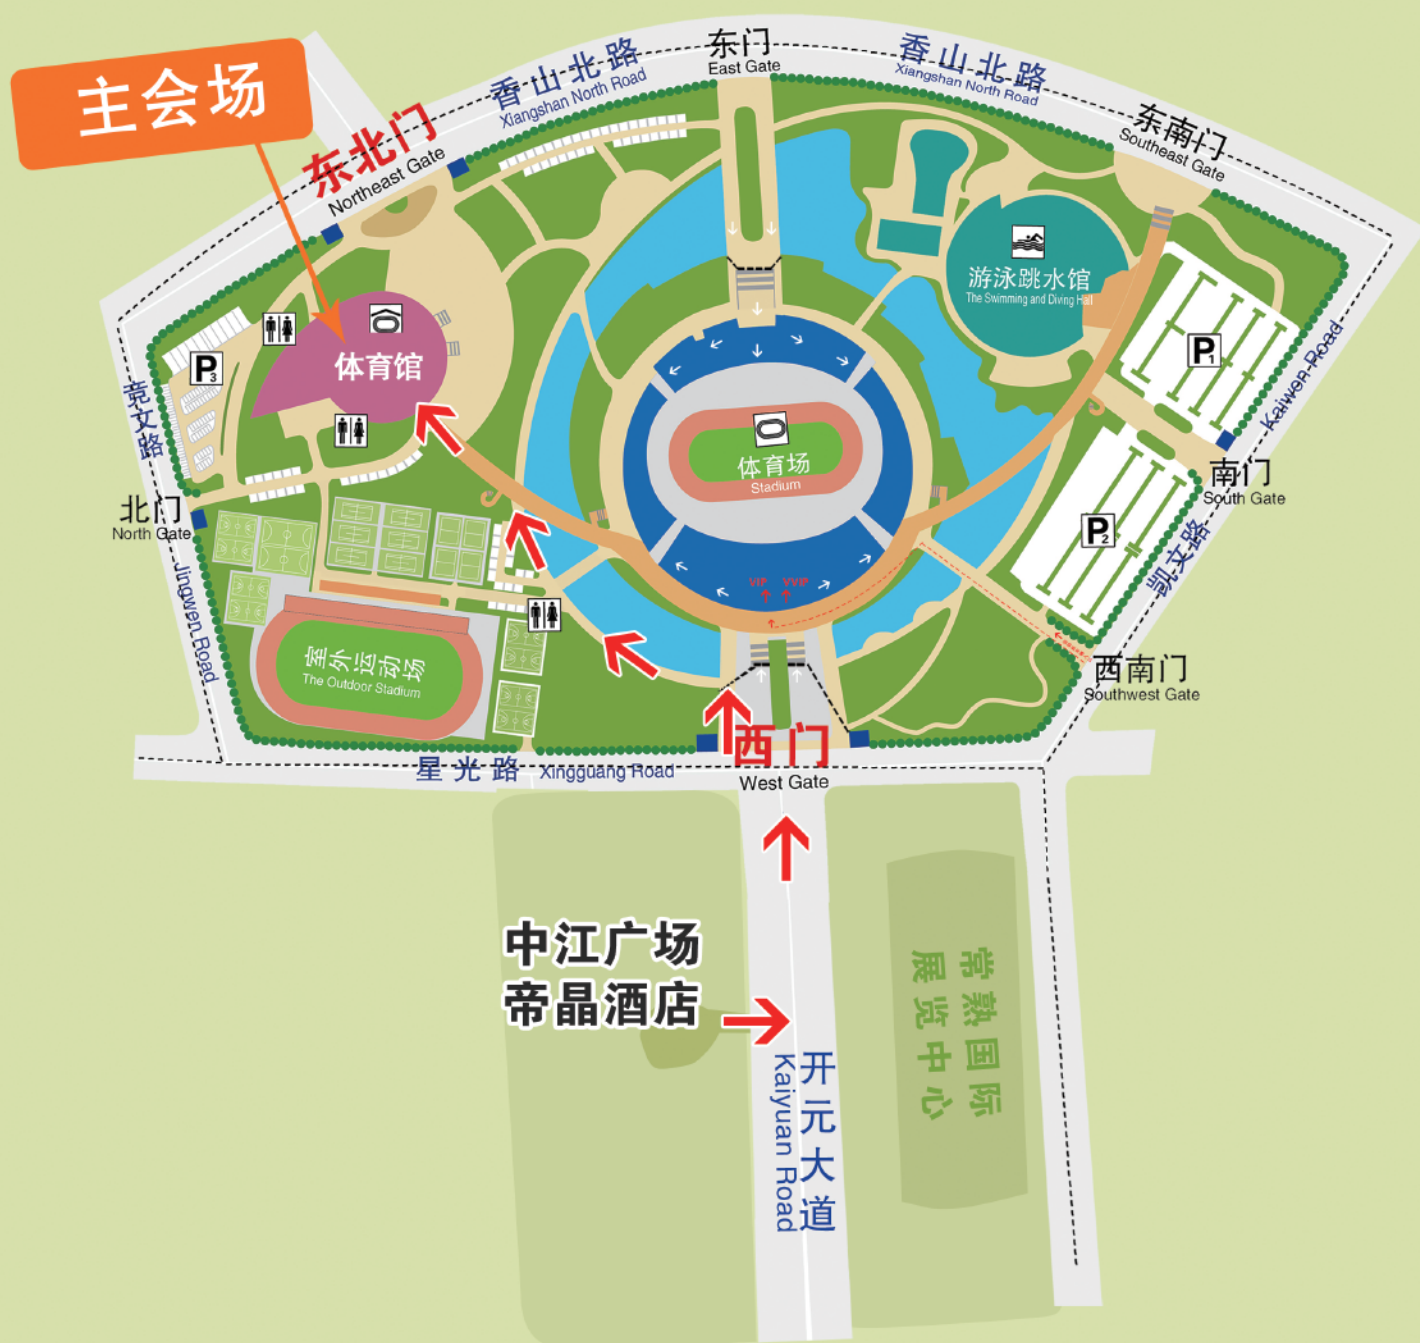 主会场
香山北路
Xiangshan North Road
东门
East Gate
香山北路
Xiangshan North Road
东南门
Southeast Gate
东北门
Northeast Gate
游泳跳水馆
The Swimming and Diving Hall
体育馆
P3
P1
Kaiwen Road
竞文路
体育场
Stadium
南门
South Gate
北门
North Gate
P2
凯文路
Jingwen Road
VIP
VVIP
室外运动场
The Outdoor Stadium
西南门
Southwest Gate
西门
West Gate
星光路
Xingguang Road
中江广场
帝晶酒店
常熟国际
展览中心
开元大道
Kaiyuan Road